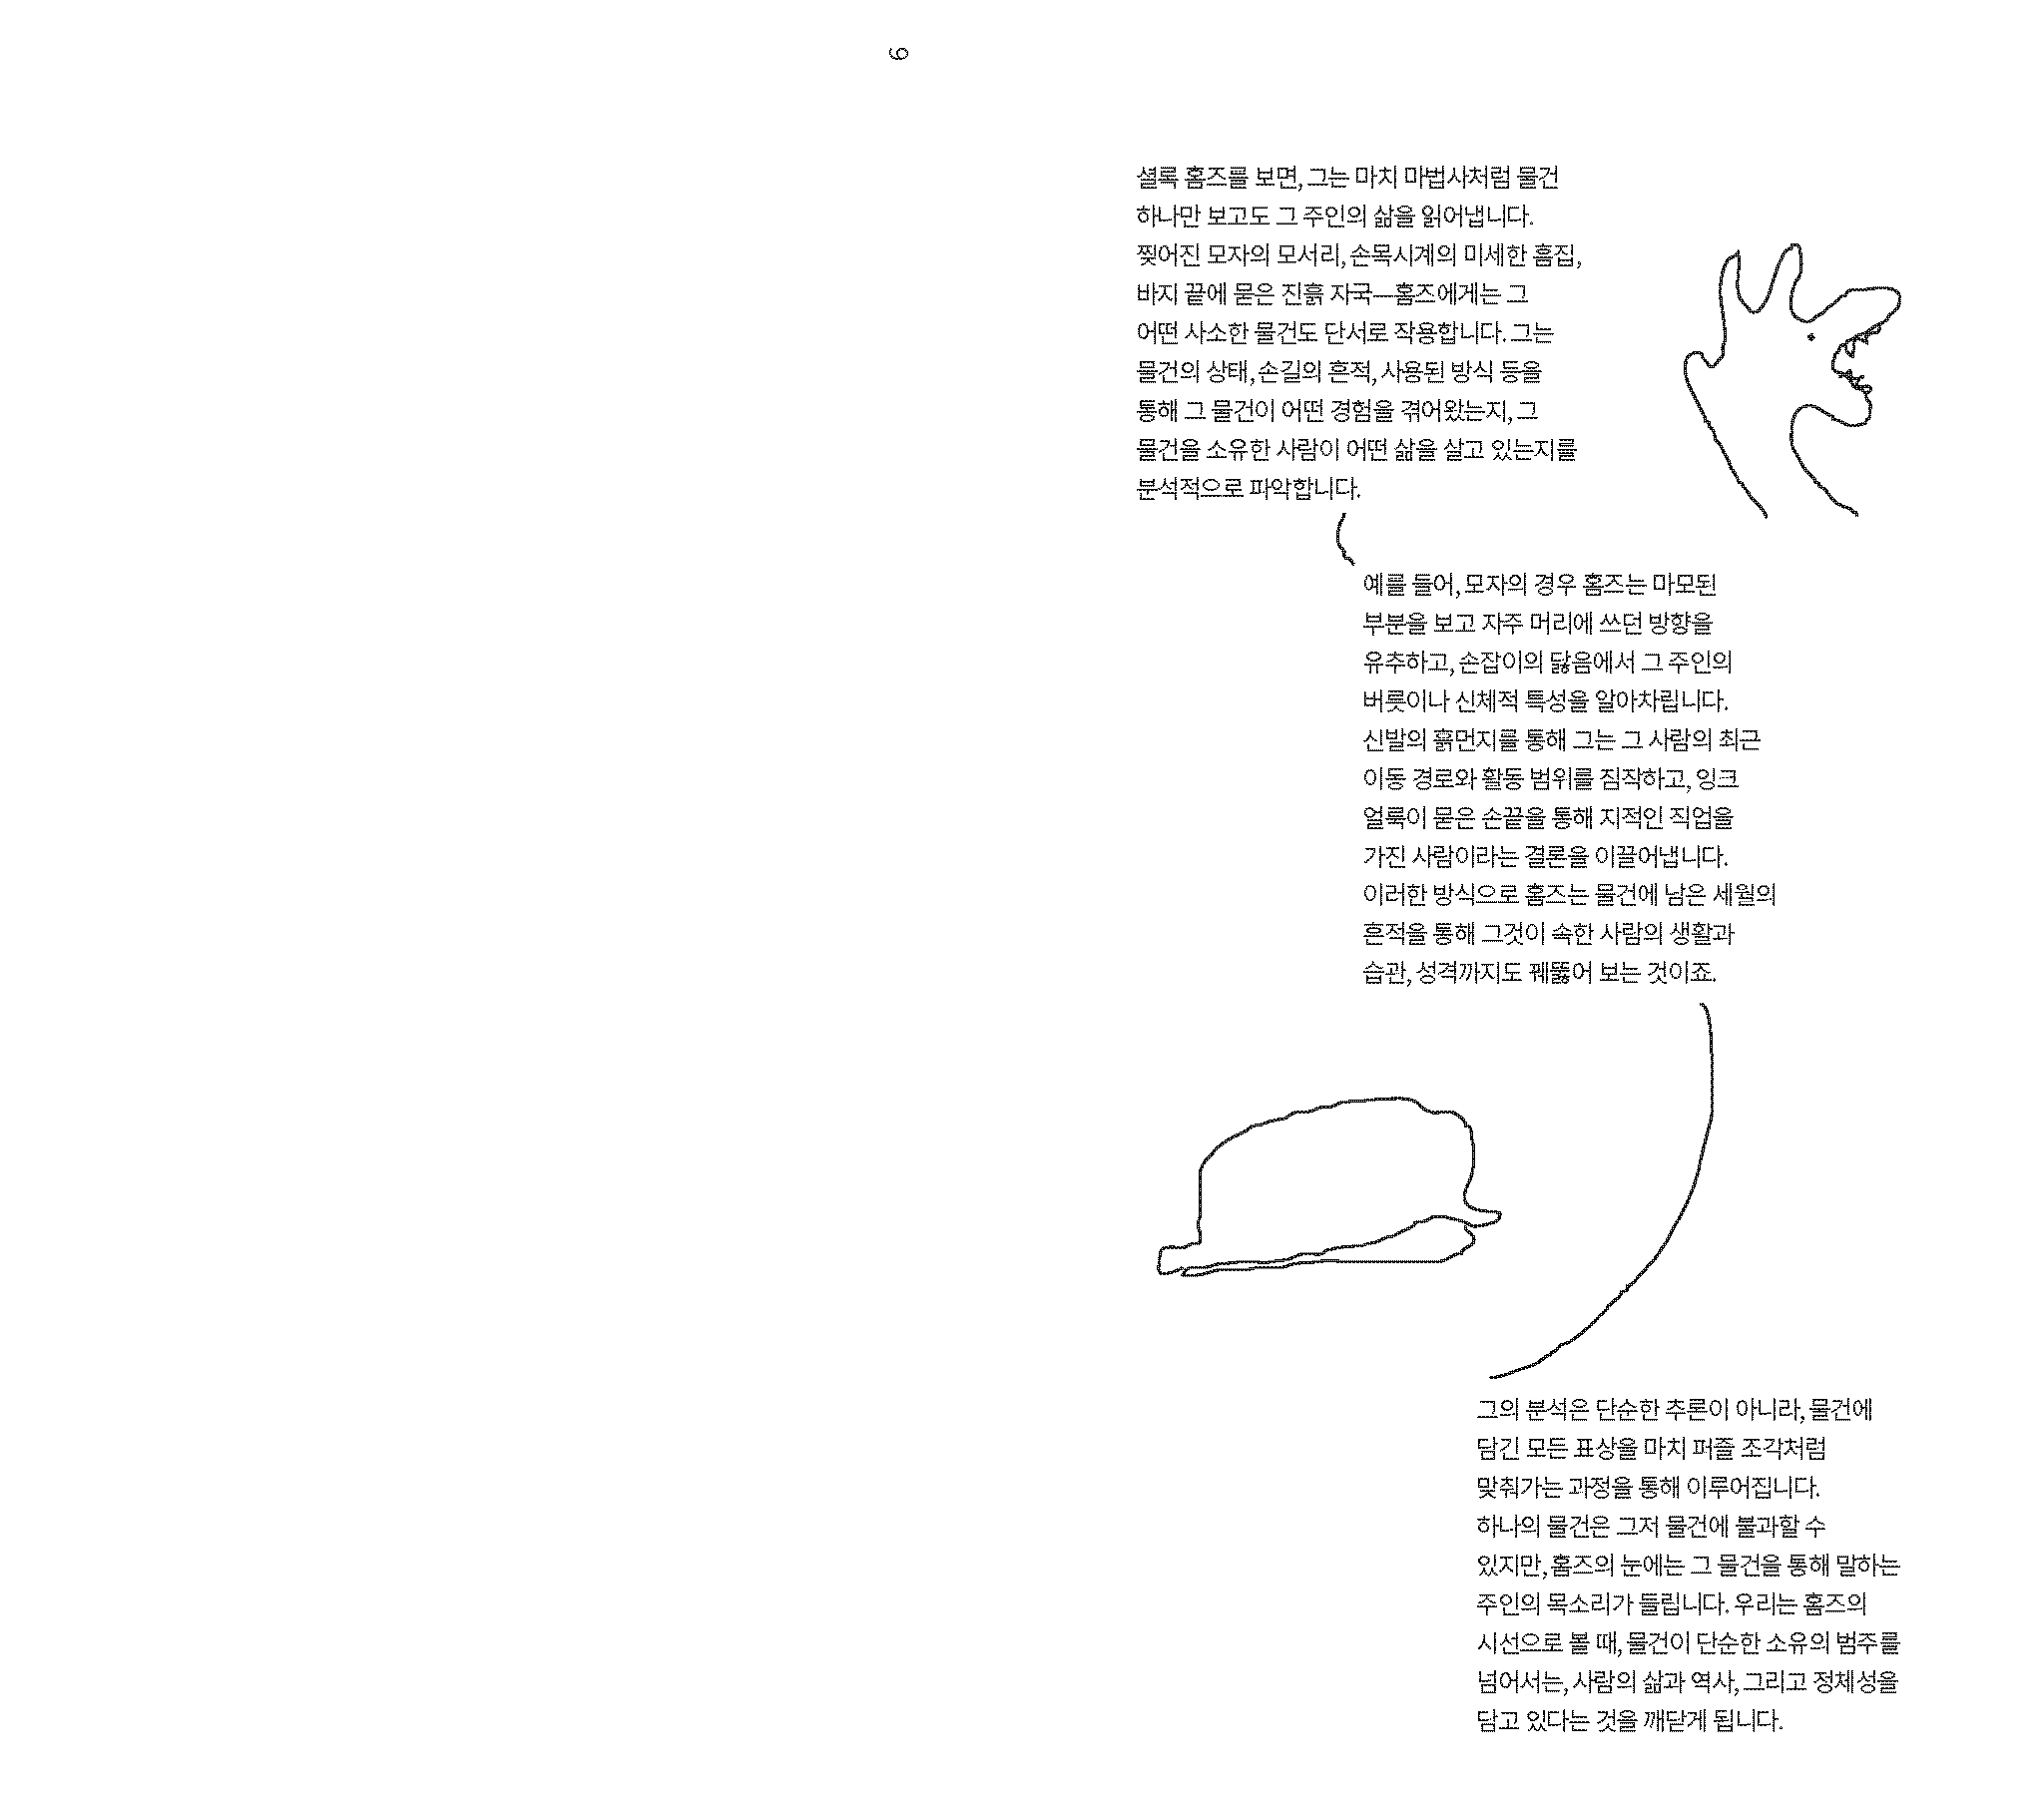 6
셜록 홈즈를 보면, 그는 마치 마법사처럼 물건
하나만 보고도 그 주인의 삶을 읽어냅니다.
찢어진 모자의 모서리, 손목시계의 미세한 흠집,
바지 끝에 묻은 진흙 자국—홈즈에게는 그
어떤 사소한 물건도 단서로 작용합니다. 그는
물건의 상태, 손길의 흔적, 사용된 방식 등을
통해 그 물건이 어떤 경험을 겪어왔는지, 그
물건을 소유한 사람이 어떤 삶을 살고 있는지를
분석적으로 파악합니다.
예를 들어, 모자의 경우 홈즈는 마모된
부분을 보고 자주 머리에 쓰던 방향을
유추하고, 손잡이의 닳음에서 그 주인의
버릇이나 신체적 특성을 알아차립니다.
신발의 흙먼지를 통해 그는 그 사람의 최근
이동 경로와 활동 범위를 짐작하고, 잉크
얼룩이 묻은 손끝을 통해 지적인 직업을
가진 사람이라는 결론을 이끌어냅니다.
이러한 방식으로 홈즈는 물건에 남은 세월의
흔적을 통해 그것이 속한 사람의 생활과
습관, 성격까지도 꿰뚫어 보는 것이죠.
그의 분석은 단순한 추론이 아니라, 물건에
담긴 모든 표상을 마치 퍼즐 조각처럼
맞춰가는 과정을 통해 이루어집니다.
하나의 물건은 그저 물건에 불과할 수
있지만, 홈즈의 눈에는 그 물건을 통해 말하는
주인의 목소리가 들립니다. 우리는 홈즈의
시선으로 볼 때, 물건이 단순한 소유의 범주를
넘어서는, 사람의 삶과 역사, 그리고 정체성을
담고 있다는 것을 깨닫게 됩니다.